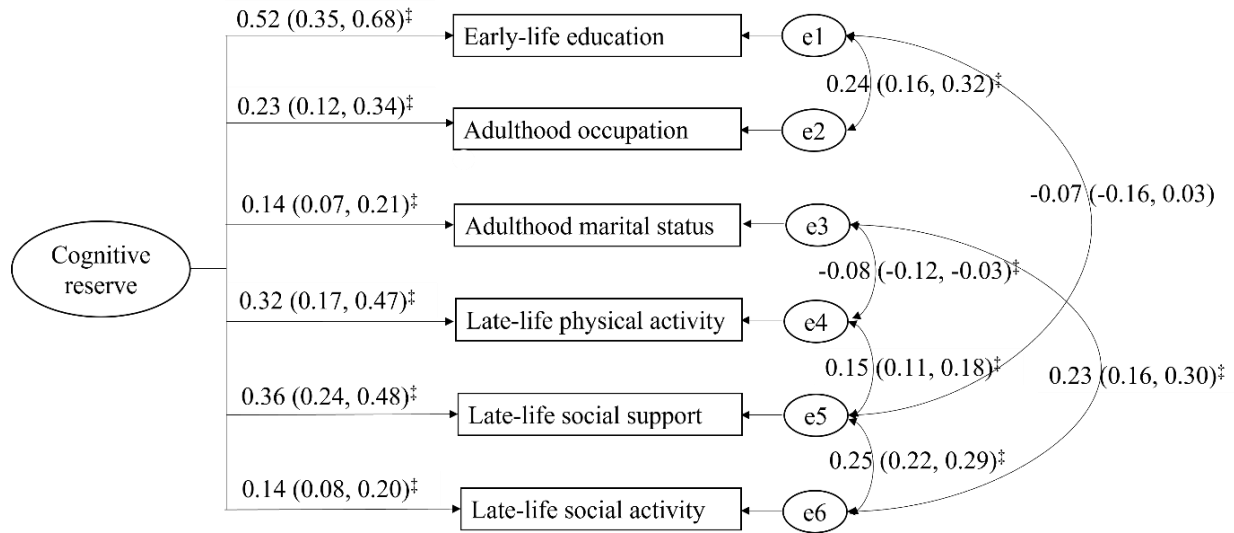 0.52 (0.35, 0.68)‡
Early-life education
e1
0.24 (0.16, 0.32)‡
0.23 (0.12, 0.34)‡
Adulthood occupation
e2
-0.07 (-0.16, 0.03)
0.14 (0.07, 0.21)‡
Adulthood marital status
e3
Cognitive
reserve
-0.08 (-0.12, -0.03)‡
0.32 (0.17, 0.47)‡
Late-life physical activity
e4
0.15 (0.11, 0.18)‡
0.23 (0.16, 0.30)‡
0.36 (0.24, 0.48)‡
Late-life social support
e5
0.25 (0.22, 0.29)‡
0.14 (0.08, 0.20)‡
Late-life social activity
e6